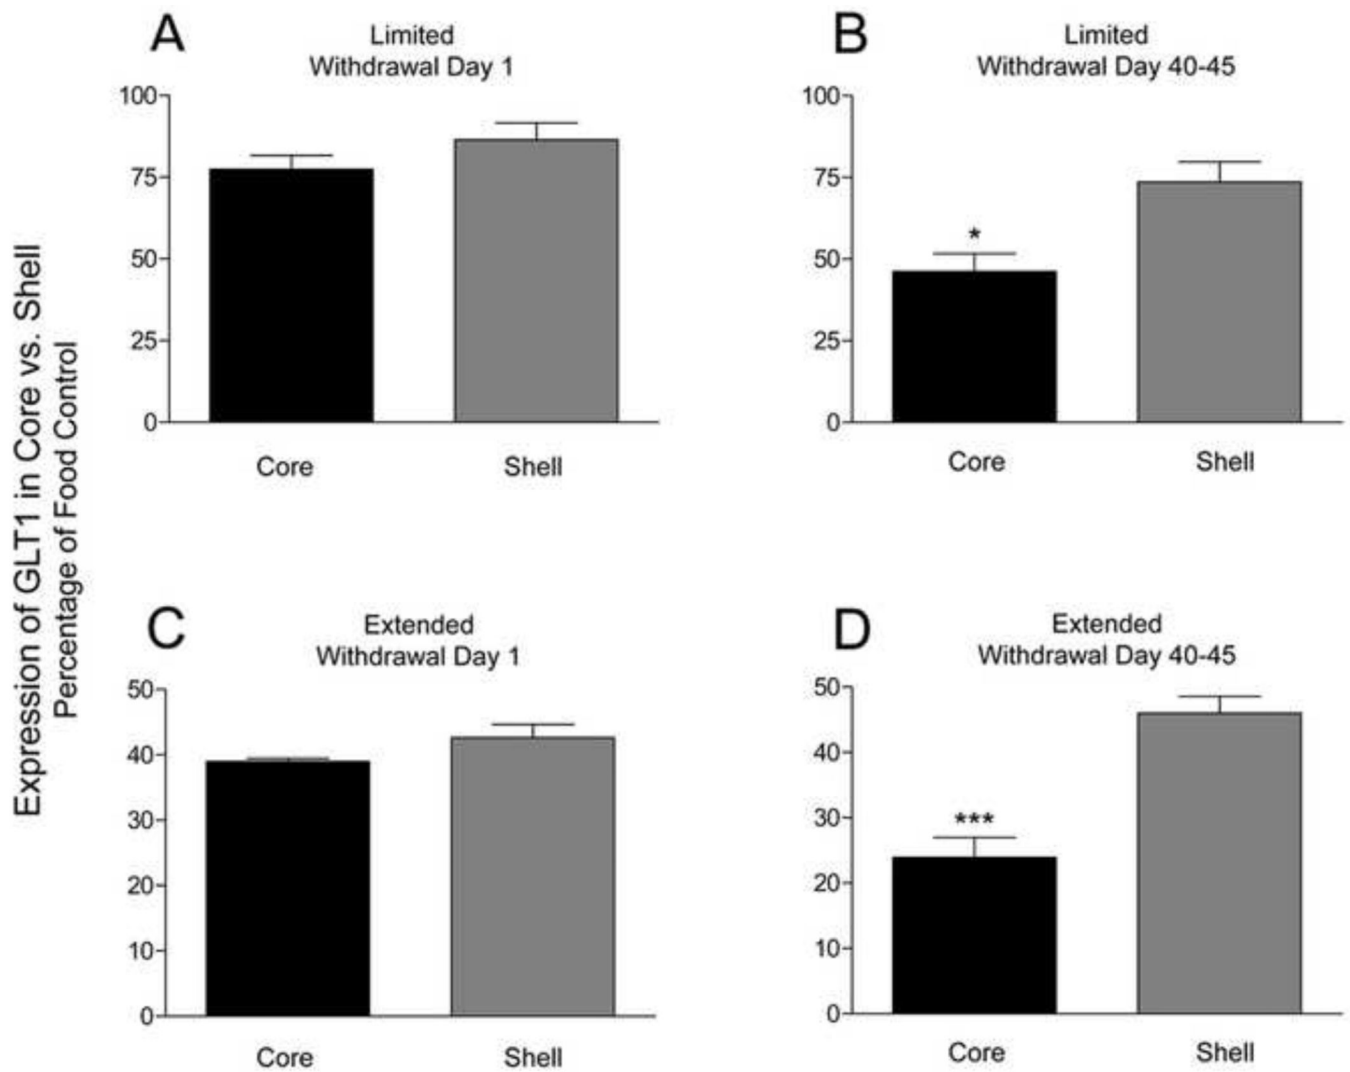 Expression of GLT1 in Core vs. Shell
Percentage of Food Control
A
Limited
Withdrawal Day 1
100
75
50
25
0
Core
Shell
B
Limited
Withdrawal Day 40-45
100
75
50
25
0
*
Core
Shell
C
Extended
Withdrawal Day 1
50
40
30
20
10
0
Core
Shell
D
Extended
Withdrawal Day 40-45
50
40
30
20
10
0
***
Core
Shell